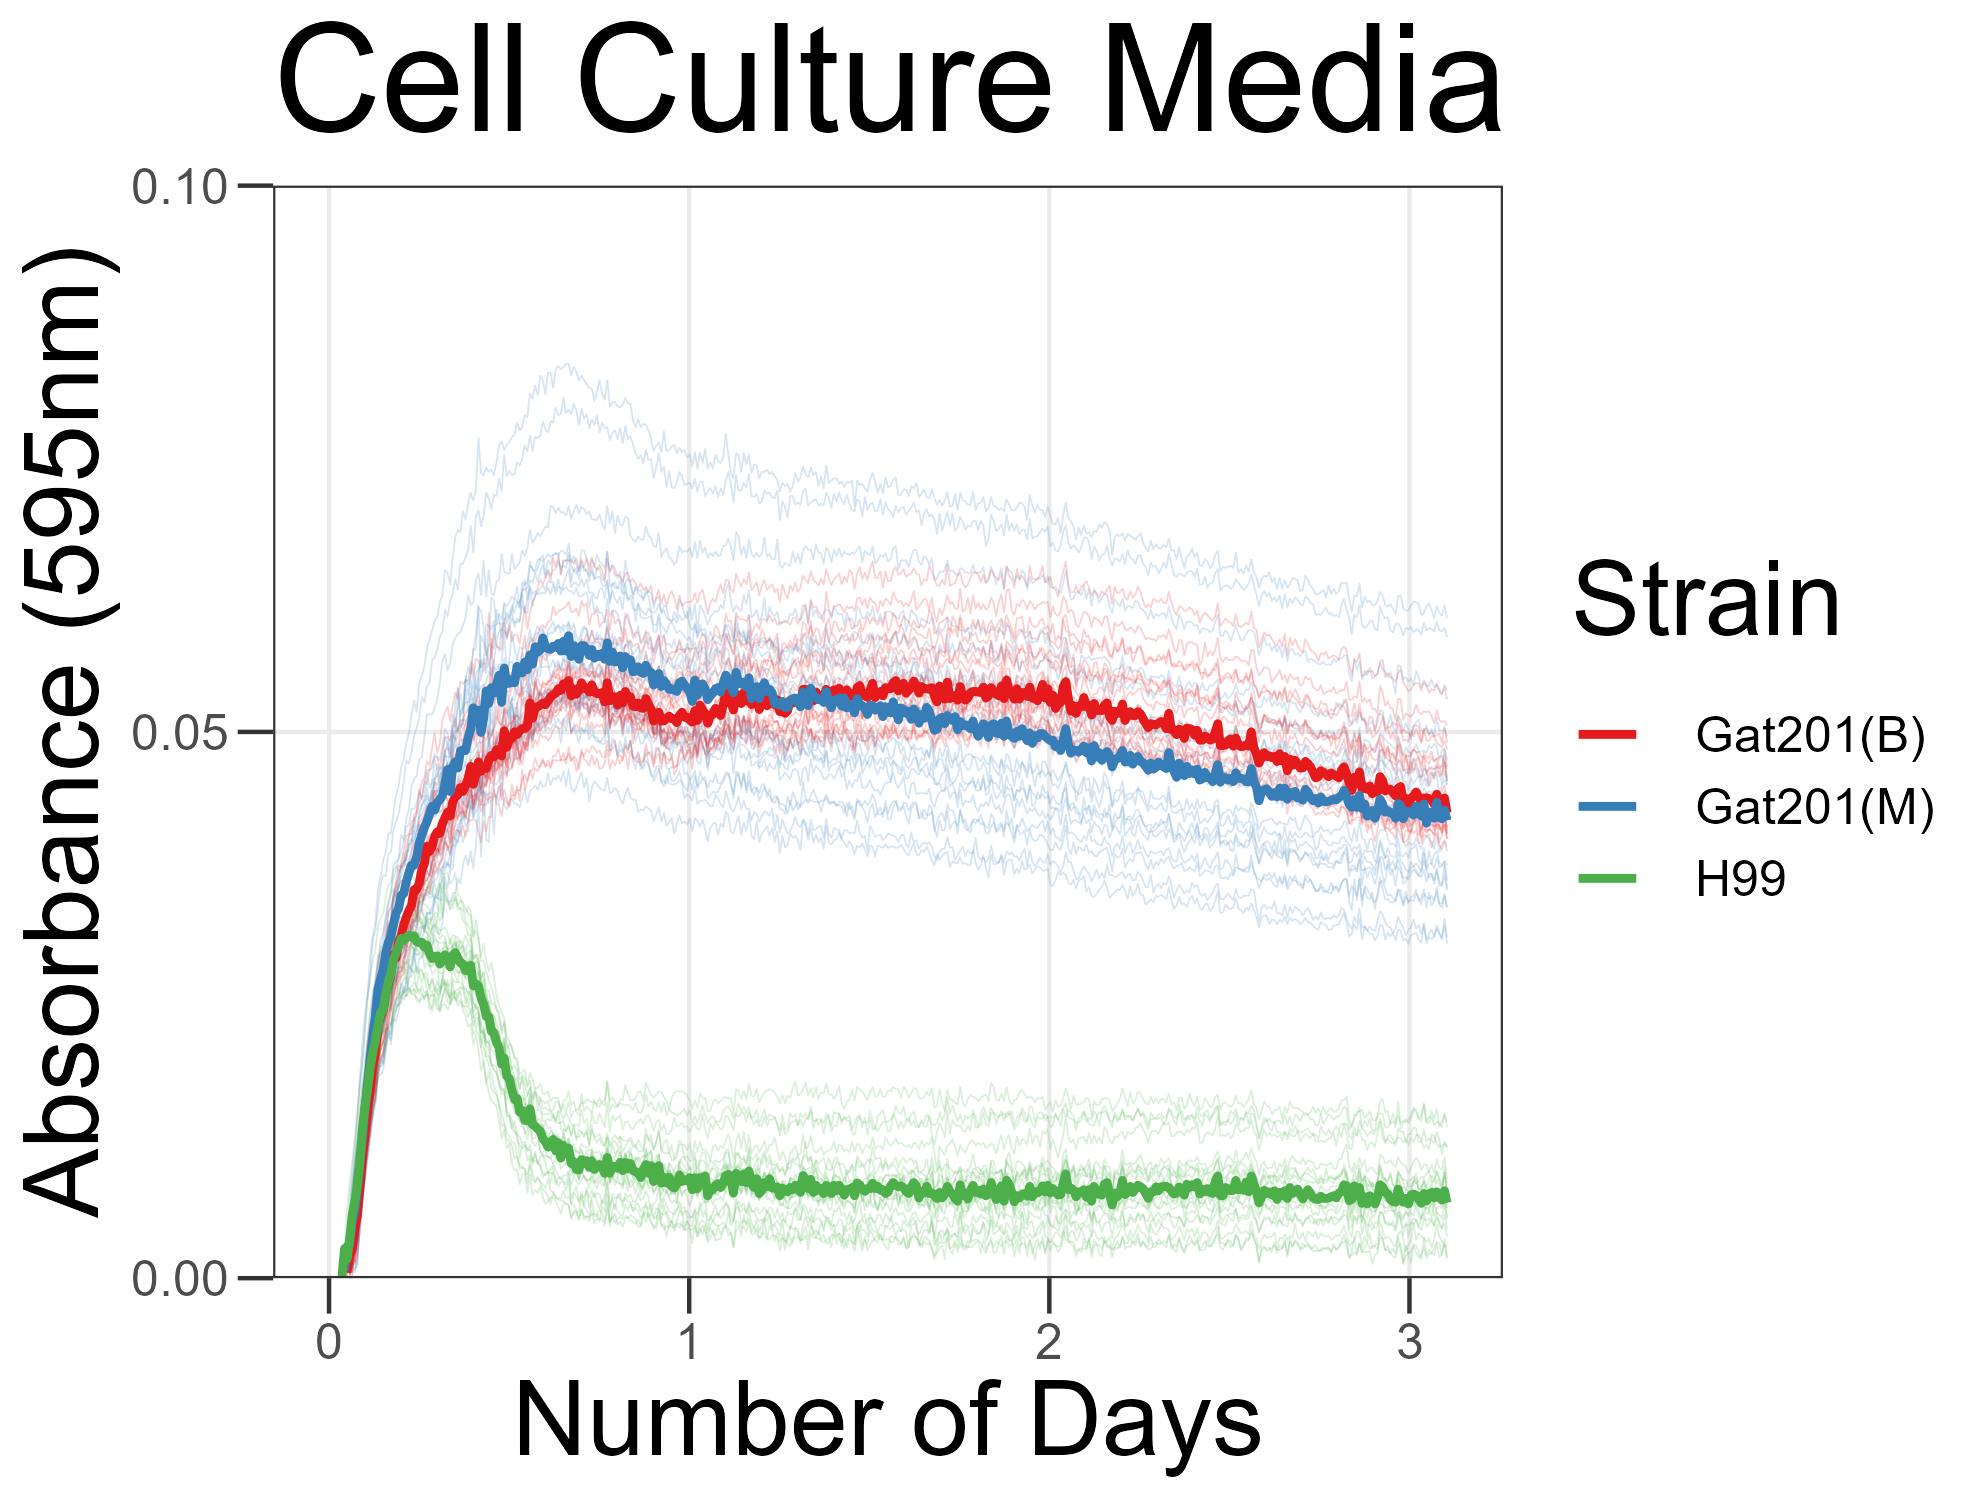 Cell Culture Media
0.10
0.05
0.00
Absorbance (595nm)
0
1
2
3
Number of Days
Strain
Gat201(B)
Gat201(M)
H99